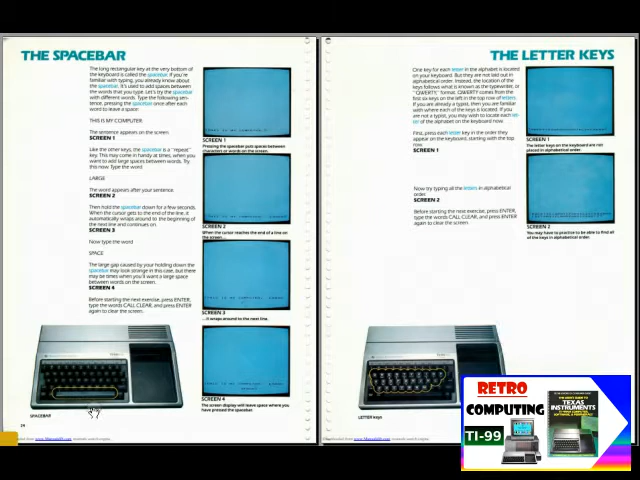 THE SPACEBAR
The long rectangular key at the very bottom of
the keyboard is called the spacebar. If you're
familiar with typing, you already know about
the spacebar. It's used to add spaces between
the words that you type. Let's try the spacebar
with different words. Type the following sen-
tence, pressing the spacebar once after each
word to leave a space.
THIS IS MY COMPUTER.
The sentence appears on the screen.
SCREEN 1
Like the other keys, the spacebar is a "repeat"
key. This may come in handy at times, when you
want to add large spaces between words. Try
this now. Type the word
LARGE
The word appears after your sentence.
SCREEN 2
Then hold the spacebar down for a few seconds.
When the cursor gets to the end of the line, it
automatically wraps around to the beginning of
the next line and continues on.
SCREEN 3
Now type the word
SPACE
The large gap caused by your holding down the
spacebar may look strange in this case, but there
may be times when you'll want a large space
between words on the screen.
SCREEN 4
Before starting the next exercise, press ENTER,
type the words CALL CLEAR, and press ENTER
again to clear the screen.
SCREEN 1
Pressing the spacebar puts spaces between
characters or words on the screen.
SCREEN 2
When the cursor reaches the end of a line on
the screen...
SCREEN 3
...it wraps around to the next line.
SCREEN 4
The screen display will leave space where you
have pressed the spacebar.
SPACEBAR
24
THE LETTER KEYS
One key for each letter in the alphabet is located
on your keyboard. But they are not laid out in
alphabetical order. Instead, the location of the
keys follows what is known as the typewriter, or
"QWERTY," format. QWERTY comes from the
first six keys on the left in the top row of letters.
If you are already a typist, then you are familiar
with where each of the keys is located. If you
are not a typist, you may wish to locate each let-
ter of the alphabet on the keyboard now.
First, press each letter key in the order they
appear on the keyboard, starting with the top
row.
SCREEN 1
Now try typing all the letters in alphabetical
order.
SCREEN 2
Before starting the next exercise, press ENTER,
type the words CALL CLEAR, and press ENTER
again to clear the screen.
SCREEN 1
The letter keys on the keyboard are not
placed in alphabetical order.
SCREEN 2
You may have to practice to be able to find all
of the keys in alphabetical order.
LETTER keys
RETRO
COMPUTING
TI-99
TEXAS
INSTRUMENTS